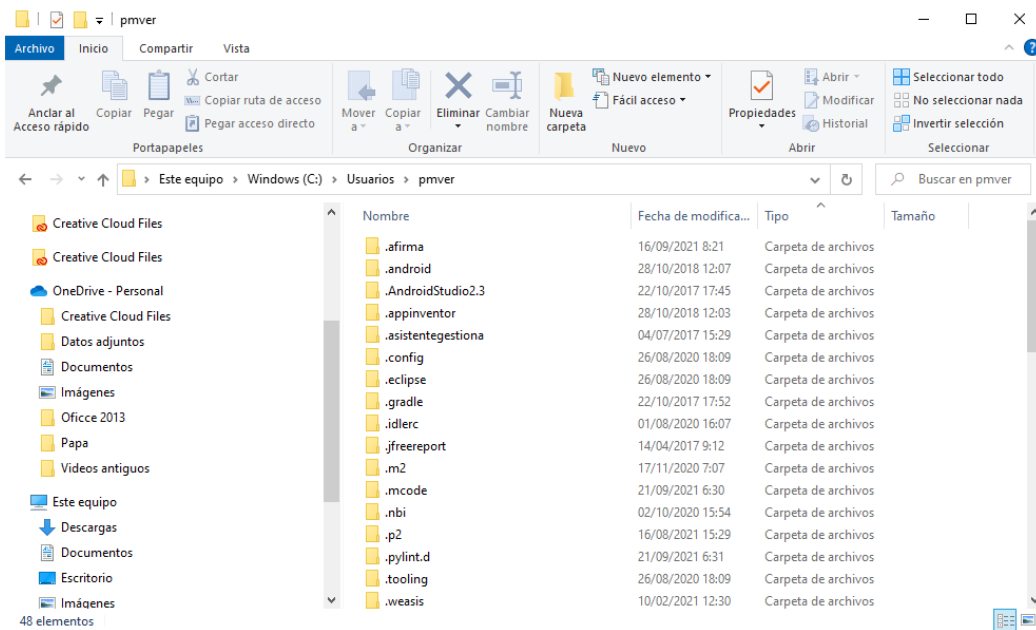 pmver
Archivo Inicio Compartir Vista
Anclar al Acceso rápido
Copiar
Pegar
Cortar
Copiar ruta de acceso
Pegar acceso directo
Portapapeles
Mover a
Copiar a
Eliminar
Cambiar nombre
Organizar
Nueva carpeta
Nuevo elemento
Fácil acceso
Nuevo
Propiedades
Abrir
Modificar
Historial
Abrir
Seleccionar todo
No seleccionar nada
Invertir selección
Seleccionar
Este equipo > Windows (C:) > Usuarios > pmver
Buscar en pmver
Creative Cloud Files
Creative Cloud Files
OneDrive - Personal
Creative Cloud Files
Datos adjuntos
Documentos
Imágenes
Oficce 2013
Papa
Videos antiguos
Este equipo
Descargas
Documentos
Escritorio
Imágenes
Nombre Fecha de modifica... Tipo Tamaño
.afirma 16/09/2021 8:21 Carpeta de archivos
.android 28/10/2018 12:07 Carpeta de archivos
.AndroidStudio2.3 22/10/2017 17:45 Carpeta de archivos
.appinventor 28/10/2018 12:03 Carpeta de archivos
.asistentegestiona 04/07/2017 15:29 Carpeta de archivos
.config 26/08/2020 18:09 Carpeta de archivos
.eclipse 26/08/2020 18:09 Carpeta de archivos
.gradle 22/10/2017 17:52 Carpeta de archivos
.idlerc 01/08/2020 16:07 Carpeta de archivos
.jfreereport 14/04/2017 9:12 Carpeta de archivos
.m2 17/11/2020 7:07 Carpeta de archivos
.mcode 21/09/2021 6:30 Carpeta de archivos
.nbi 02/10/2020 15:54 Carpeta de archivos
.p2 16/08/2021 15:29 Carpeta de archivos
.pylint.d 21/09/2021 6:31 Carpeta de archivos
.tooling 26/08/2020 18:09 Carpeta de archivos
.weasis 10/02/2021 12:30 Carpeta de archivos
48 elementos